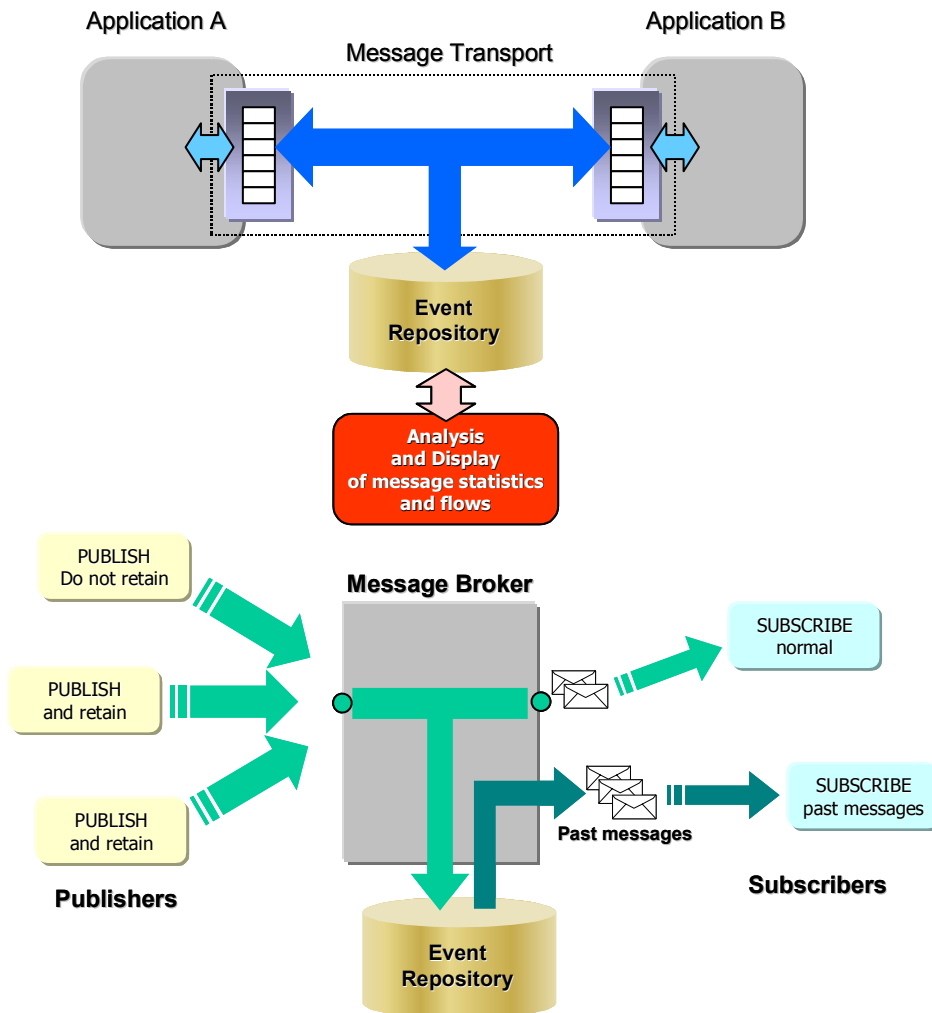 Application A
Application B
Message Transport
Event
Repository
Analysis
and Display
of message statistics
and flows
PUBLISH
Do not retain
Message Broker
SUBSCRIBE
normal
PUBLISH
and retain
PUBLISH
and retain
SUBSCRIBE
past messages
Past messages
Publishers
Subscribers
Event
Repository